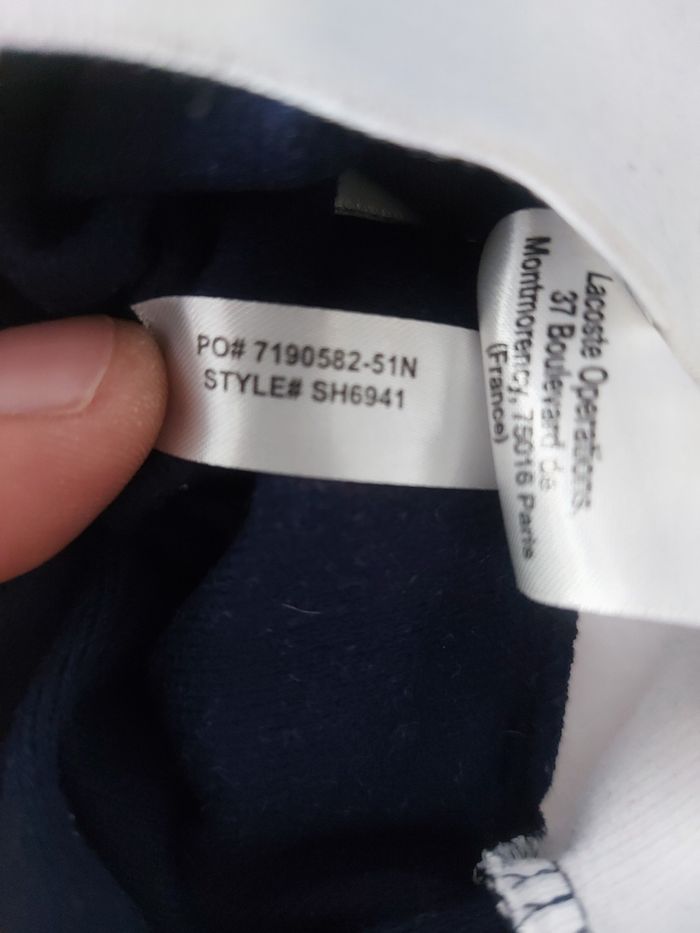 PO# 7190582-51N
STYLE# SH6941
Lacoste Operations,
37 Boulevard de
Montmorency, 75016 Paris
(France)